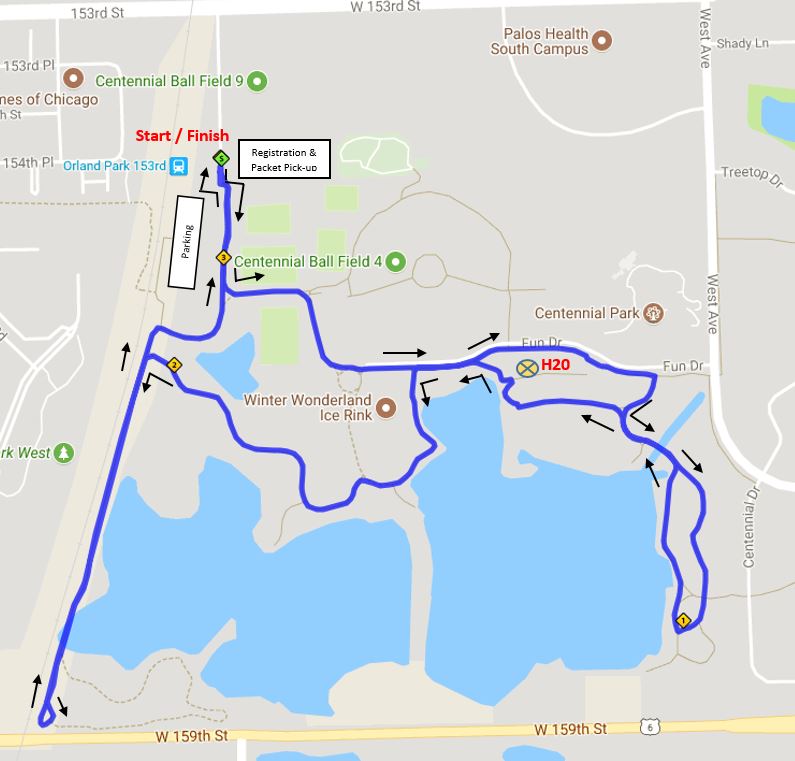 153rd St
W 153rd St
West Ave
Palos Health
South Campus
Shady Ln
153rd Pl
Centennial Ball Field 9
mes of Chicago
h St
Start / Finish
S
Registration &
Packet Pick-up
154th Pl
Orland Park 153rd
Treetop Dr
Parking
3
Centennial Ball Field 4
West Ave
Centennial Park
Fun Dr
2
H20
Fun Dr
Winter Wonderland
Ice Rink
rk West
Centennial Dr
1
W 159th St
W 159th St
6